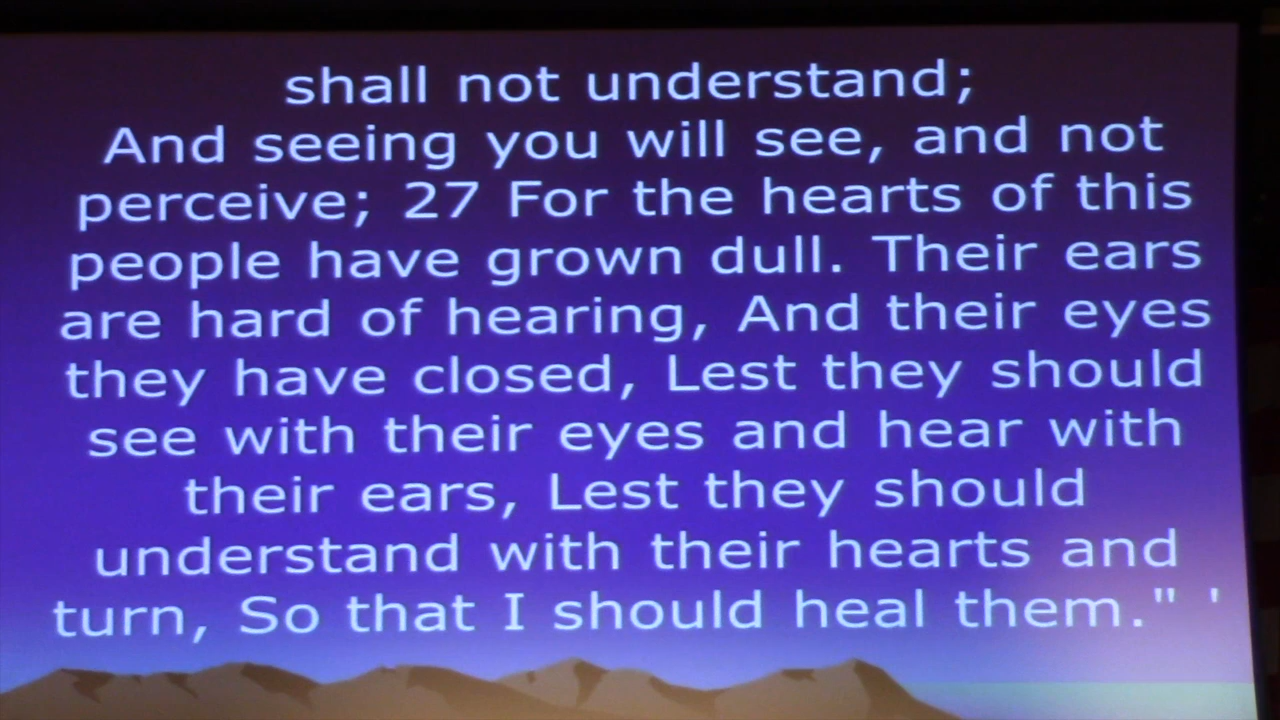 shall not understand;
And seeing you will see, and not
perceive; 27 For the hearts of this
people have grown dull. Their ears
are hard of hearing, And their eyes
they have closed, Lest they should
see with their eyes and hear with
their ears, Lest they should
understand with their hearts and
turn, So that I should heal them." '